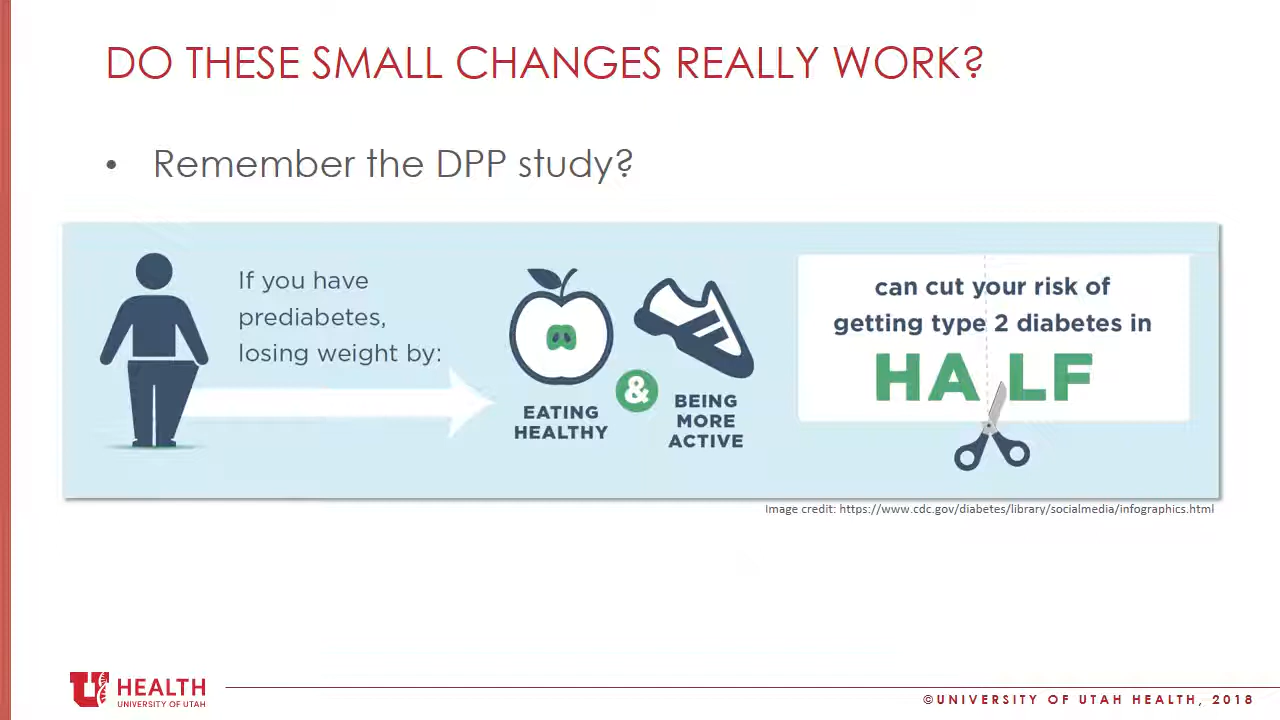 DO THESE SMALL CHANGES REALLY WORK?
• Remember the DPP study?
If you have
prediabetes,
losing weight by:
EATING
HEALTHY
&
BEING
MORE
ACTIVE
can cut your risk of
getting type 2 diabetes in
HALF
Image credit: https://www.cdc.gov/diabetes/library/socialmedia/infographics.html
U HEALTH
UNIVERSITY OF UTAH
©UNIVERSITY OF UTAH HEALTH, 2018